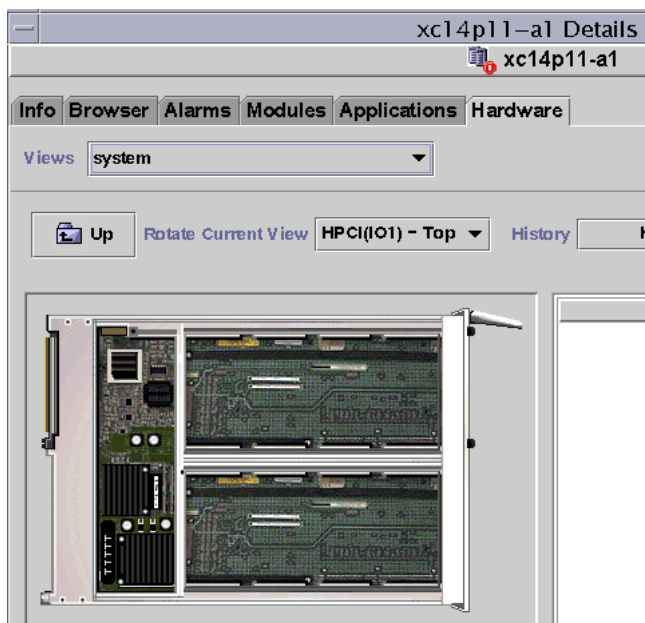 xc14p11-a1 Details
xc14p11-a1
Info Browser Alarms Modules Applications Hardware
Views system
Up Rotate Current View HPCI(IO1) - Top History